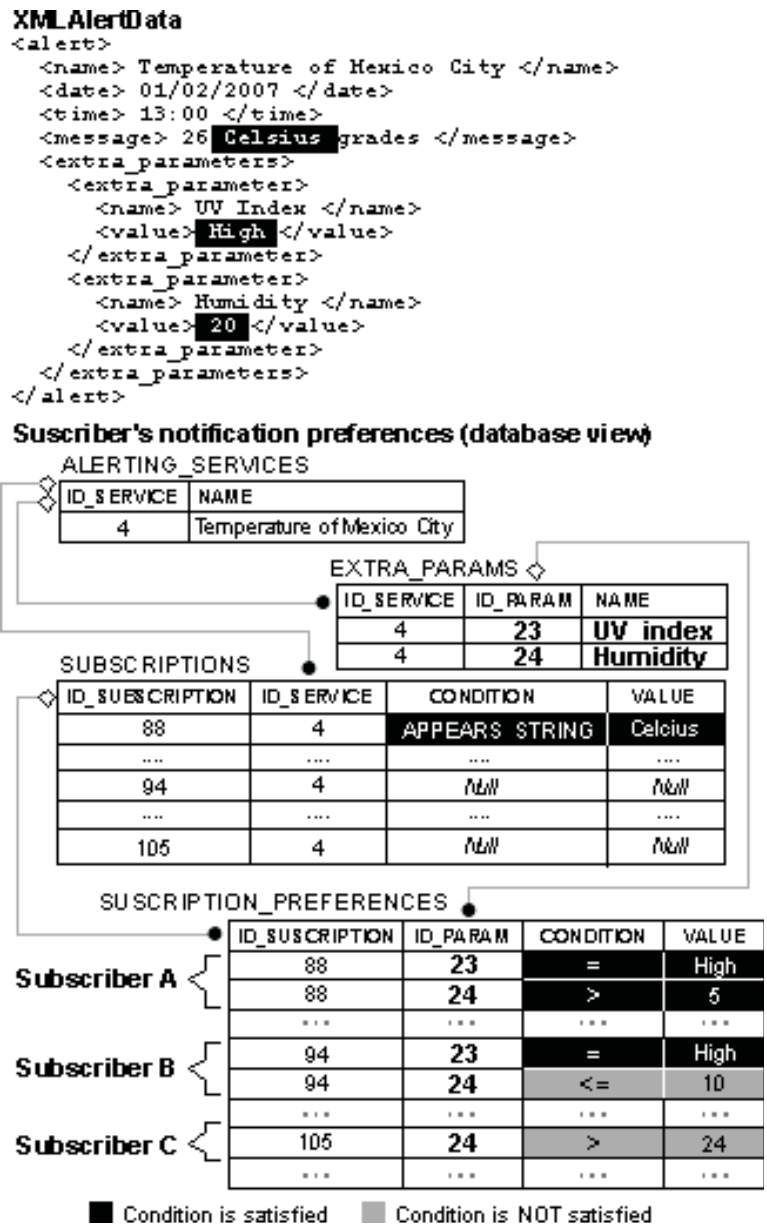 XMLAlertData
<alert>
<name> Temperature of Mexico City </name>
<date> 01/02/2007 </date>
<time> 13:00 </time>
<message> 26 Celsius grades </message>
<extra_parameters>
<extra_parameter>
<name> UV Index </name>
<value> High </value>
</extra_parameter>
<extra_parameter>
<name> Humidity </name>
<value> 20 </value>
</extra_parameter>
</extra_parameters>
</alert>
Suscriber's notification preferences (database view)
ALERTING_SERVICES
ID_SERVICE NAME
4 Temperature of Mexico City
EXTRA_PARAMS
ID_SERVICE ID_PARAM NAME
4 23 UV index
4 24 Humidity
SUBSCRIPTIONS
ID_SUBSCRIPTION ID_SERVICE CONDITION VALUE
88 4 APPEARS STRING Celcius
.... .... .... ....
94 4 Null Null
.... .... .... ....
105 4 Null Null
SUSCRIPTION_PREFERENCES
ID_SUSCRIPTION ID_PARAM CONDITION VALUE
Subscriber A
88 23 = High
88 24 > 5
... ... ... ...
Subscriber B
94 23 = High
94 24 <= 10
... ... ... ...
Subscriber C
105 24 > 24
... ... ... ...
Condition is satisfied Condition is NOT satisfied